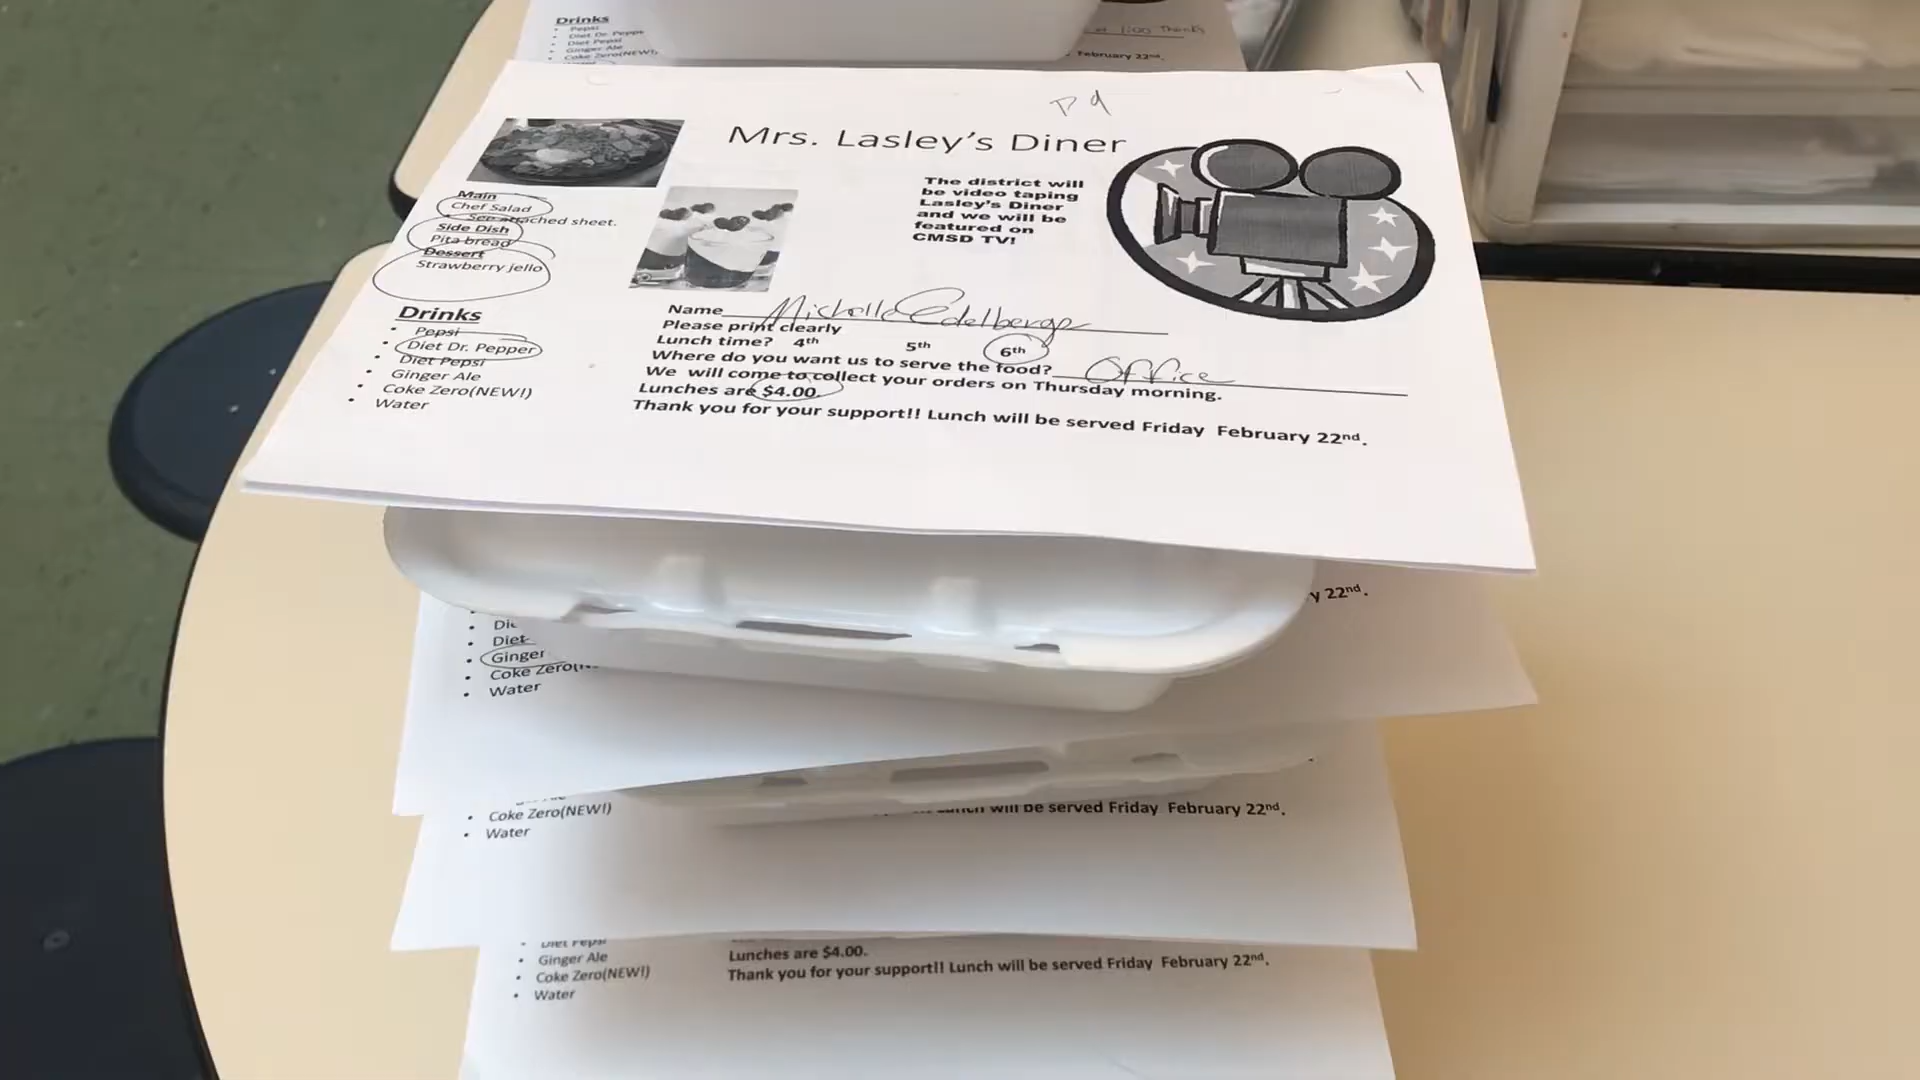 Drinks
Pepsi
Diet Dr. Peppe
Diet Pepsi
Ginger Ale
Coke Zero(NEW!)
1:00 Thanks
February 22nd.
Mrs. Lasley's Diner
The district will
be video taping
Lasley's Diner
and we will be
featured on
CMSD TV!
Main
Chef Salad
See attached sheet.
Side Dish
Pita bread
Dessert
Strawberry jello
Drinks
Pepsi
Diet Dr. Pepper
Diet Pepsi
Ginger Ale
Coke Zero(NEW!)
Water
Name Michelle Edelberge
Please print clearly
Lunch time? 4th 5th 6th
Where do you want us to serve the food? Office
We will come to collect your orders on Thursday morning.
Lunches are $4.00.
Thank you for your support!! Lunch will be served Friday February 22nd.
y 22nd.
Diet
Ginger
Coke Zero(N
Water
Coke Zero(NEW!)
Water
Lunch will be served Friday February 22nd.
Diet Pepsi
Ginger Ale
Coke Zero(NEW!)
Water
Lunches are $4.00.
Thank you for your support!! Lunch will be served Friday February 22nd.